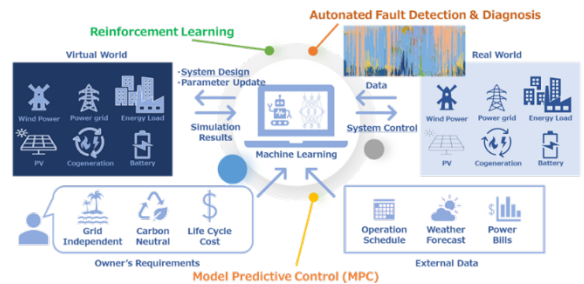 Automated Fault Detection & Diagnosis
Reinforcement Learning
Virtual World
Real World
·System Design
·Parameter Update
Data
Wind Power
Power grid
Energy Load
Wind Power
Power grid
Energy Load
Simulation
Results
System Control
PV
Cogeneration
Battery
Machine Learning
PV
Cogeneration
Battery
Grid
Independent
Carbon
Neutral
Life Cycle
Cost
Operation
Schedule
Weather
Forecast
Power
Bills
Owner's Requirements
External Data
Model Predictive Control (MPC)